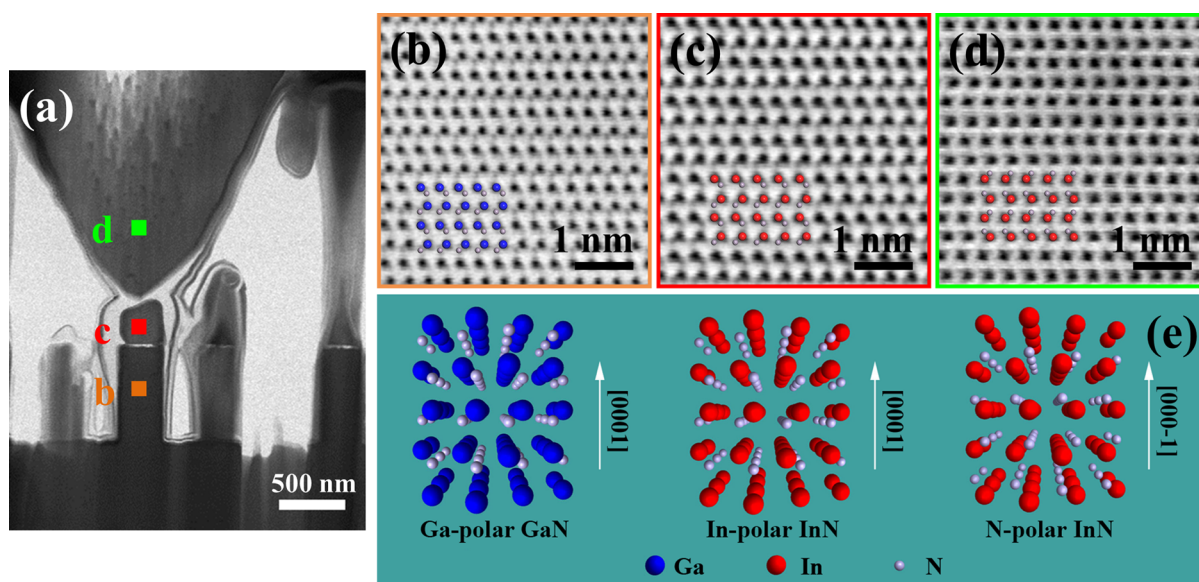 (a)
d
c
b
500 nm
(b)
1 nm
(c)
1 nm
(d)
1 nm
(e)
[0001]
Ga-polar GaN
[0001]
In-polar InN
[000-1]
N-polar InN
Ga
In
N